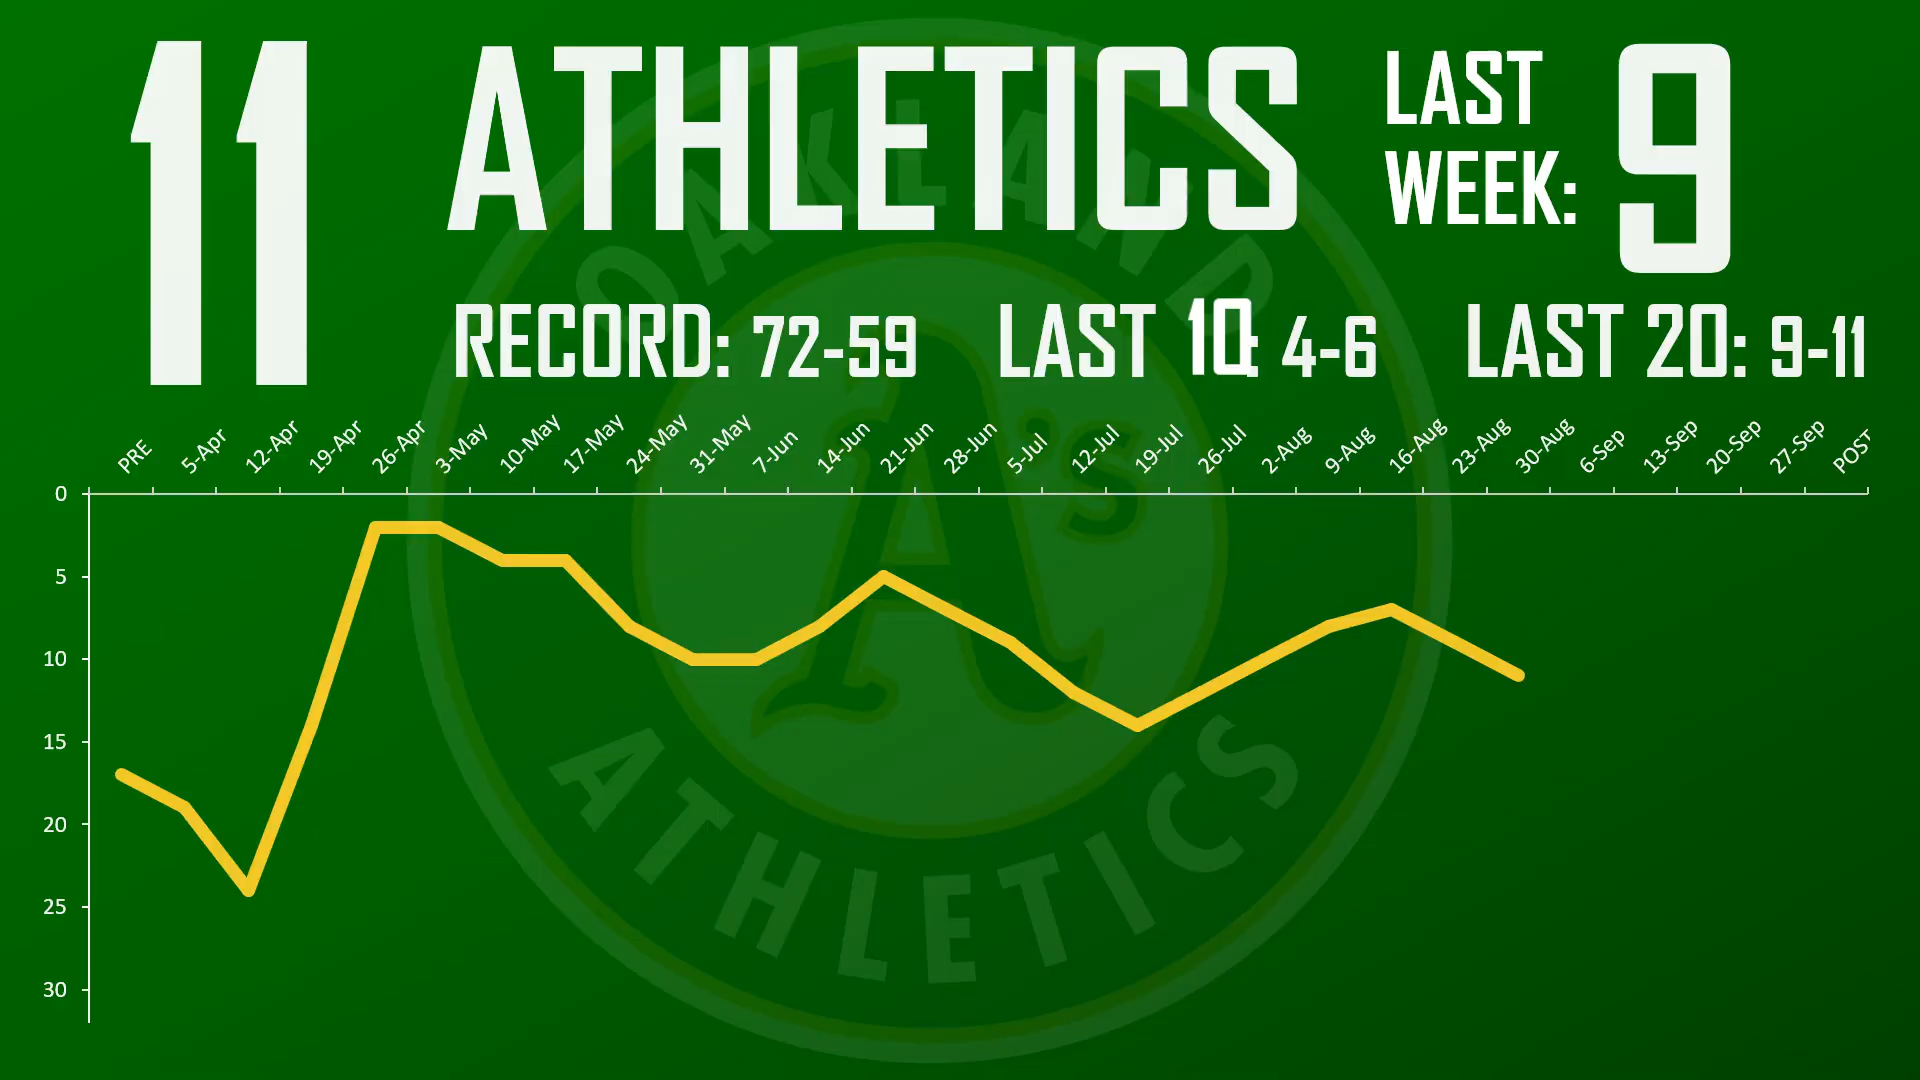 11 ATHLETICS LAST WEEK: 9
RECORD: 72-59 LAST 10: 4-6 LAST 20: 9-11
PRE 5-Apr 12-Apr 19-Apr 26-Apr 3-May 10-May 17-May 24-May 31-May 7-Jun 14-Jun 21-Jun 28-Jun 5-Jul 12-Jul 19-Jul 26-Jul 2-Aug 9-Aug 16-Aug 23-Aug 30-Aug 6-Sep 13-Sep 20-Sep 27-Sep POST
0
5
10
15
20
25
30
OAKLAND
A's
ATHLETICS